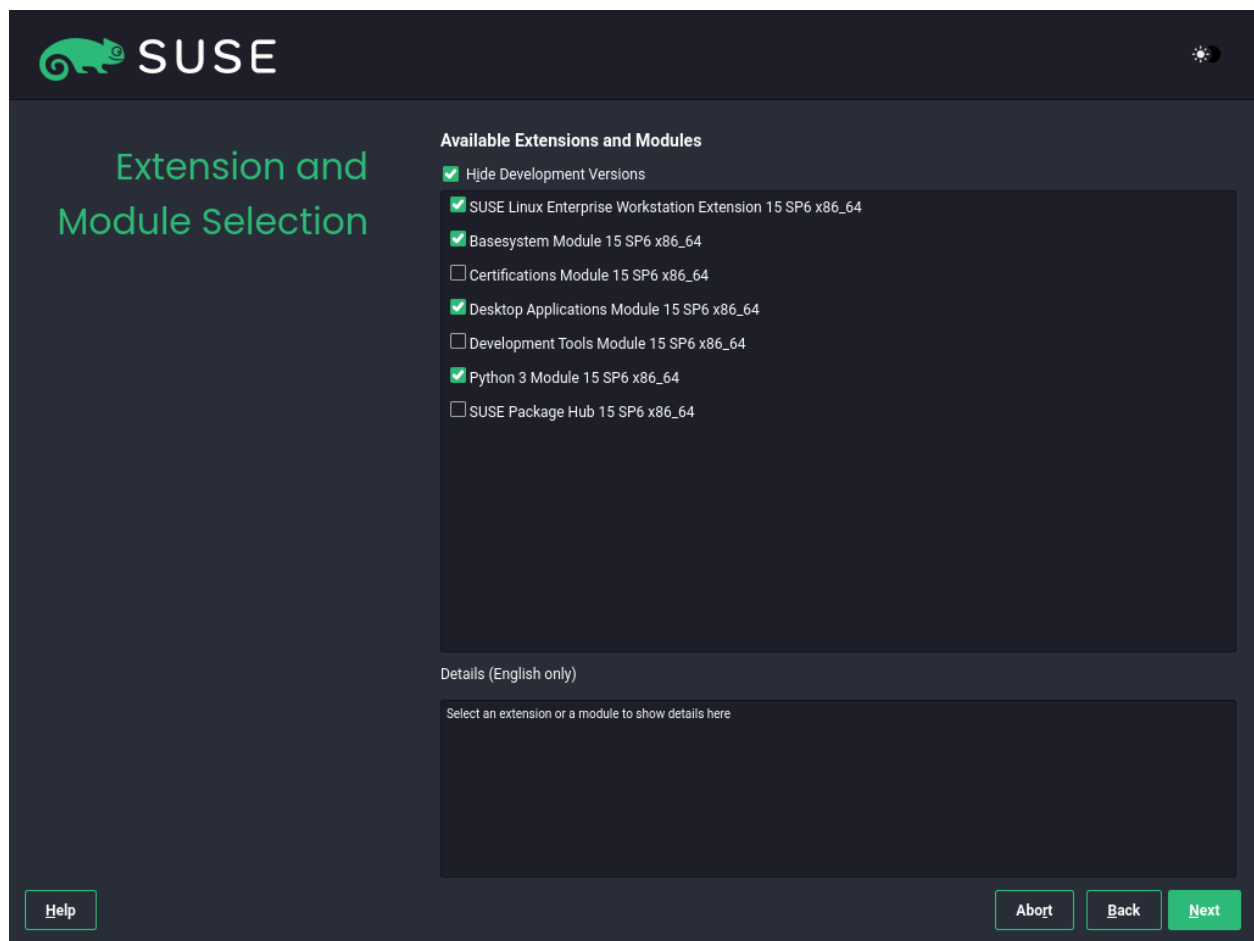 SUSE
Extension and
Module Selection
Available Extensions and Modules
Hide Development Versions
SUSE Linux Enterprise Workstation Extension 15 SP6 x86_64
Basesystem Module 15 SP6 x86_64
Certifications Module 15 SP6 x86_64
Desktop Applications Module 15 SP6 x86_64
Development Tools Module 15 SP6 x86_64
Python 3 Module 15 SP6 x86_64
SUSE Package Hub 15 SP6 x86_64
Details (English only)
Select an extension or a module to show details here
Help
Abort
Back
Next